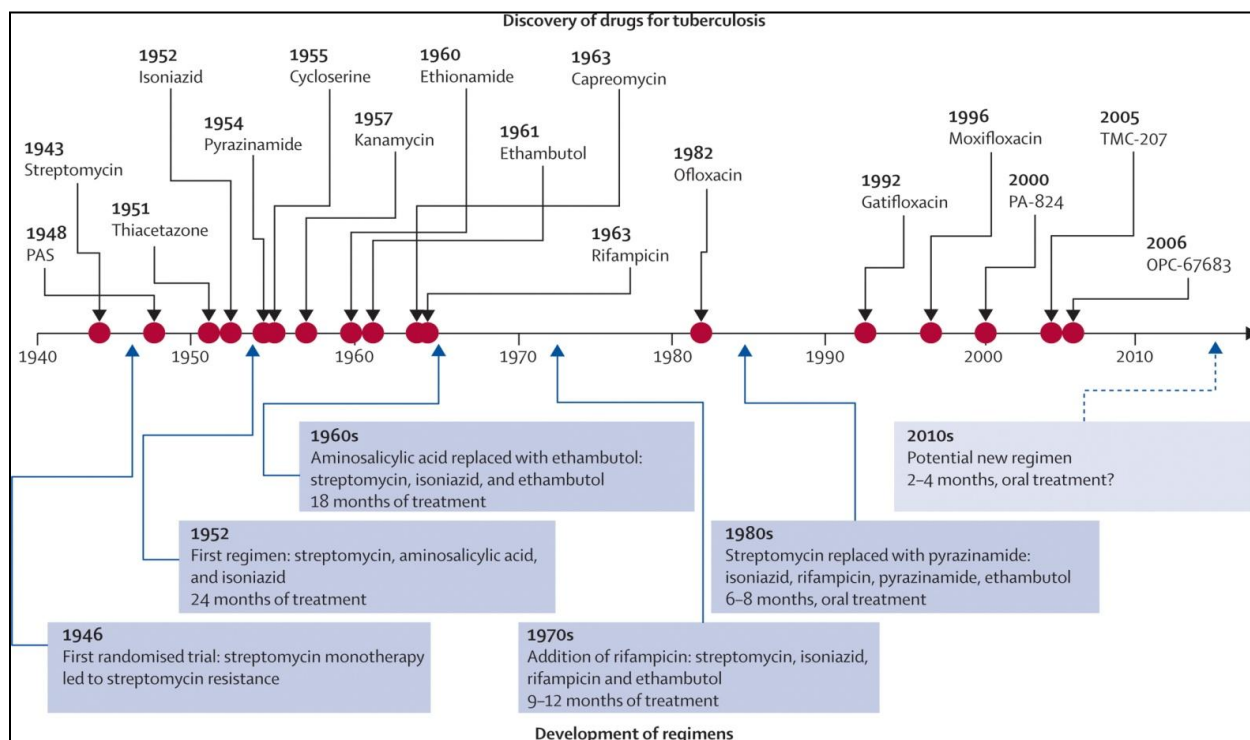 Discovery of drugs for tuberculosis
1952
Isoniazid
1955
Cycloserine
1960
Ethionamide
1963
Capreomycin
1954
Pyrazinamide
1957
Kanamycin
1961
Ethambutol
1943
Streptomycin
1982
Ofloxacin
1996
Moxifloxacin
2005
TMC-207
1992
Gatifloxacin
2000
PA-824
1951
Thiacetazone
1948
PAS
1963
Rifampicin
2006
OPC-67683
1940
1950
1960
1970
1980
1990
2000
2010
1960s
Aminosalicylic acid replaced with ethambutol:
streptomycin, isoniazid, and ethambutol
18 months of treatment
2010s
Potential new regimen
2–4 months, oral treatment?
1952
First regimen: streptomycin, aminosalicylic acid,
and isoniazid
24 months of treatment
1980s
Streptomycin replaced with pyrazinamide:
isoniazid, rifampicin, pyrazinamide, ethambutol
6–8 months, oral treatment
1946
First randomised trial: streptomycin monotherapy
led to streptomycin resistance
1970s
Addition of rifampicin: streptomycin, isoniazid,
rifampicin and ethambutol
9–12 months of treatment
Development of regimens